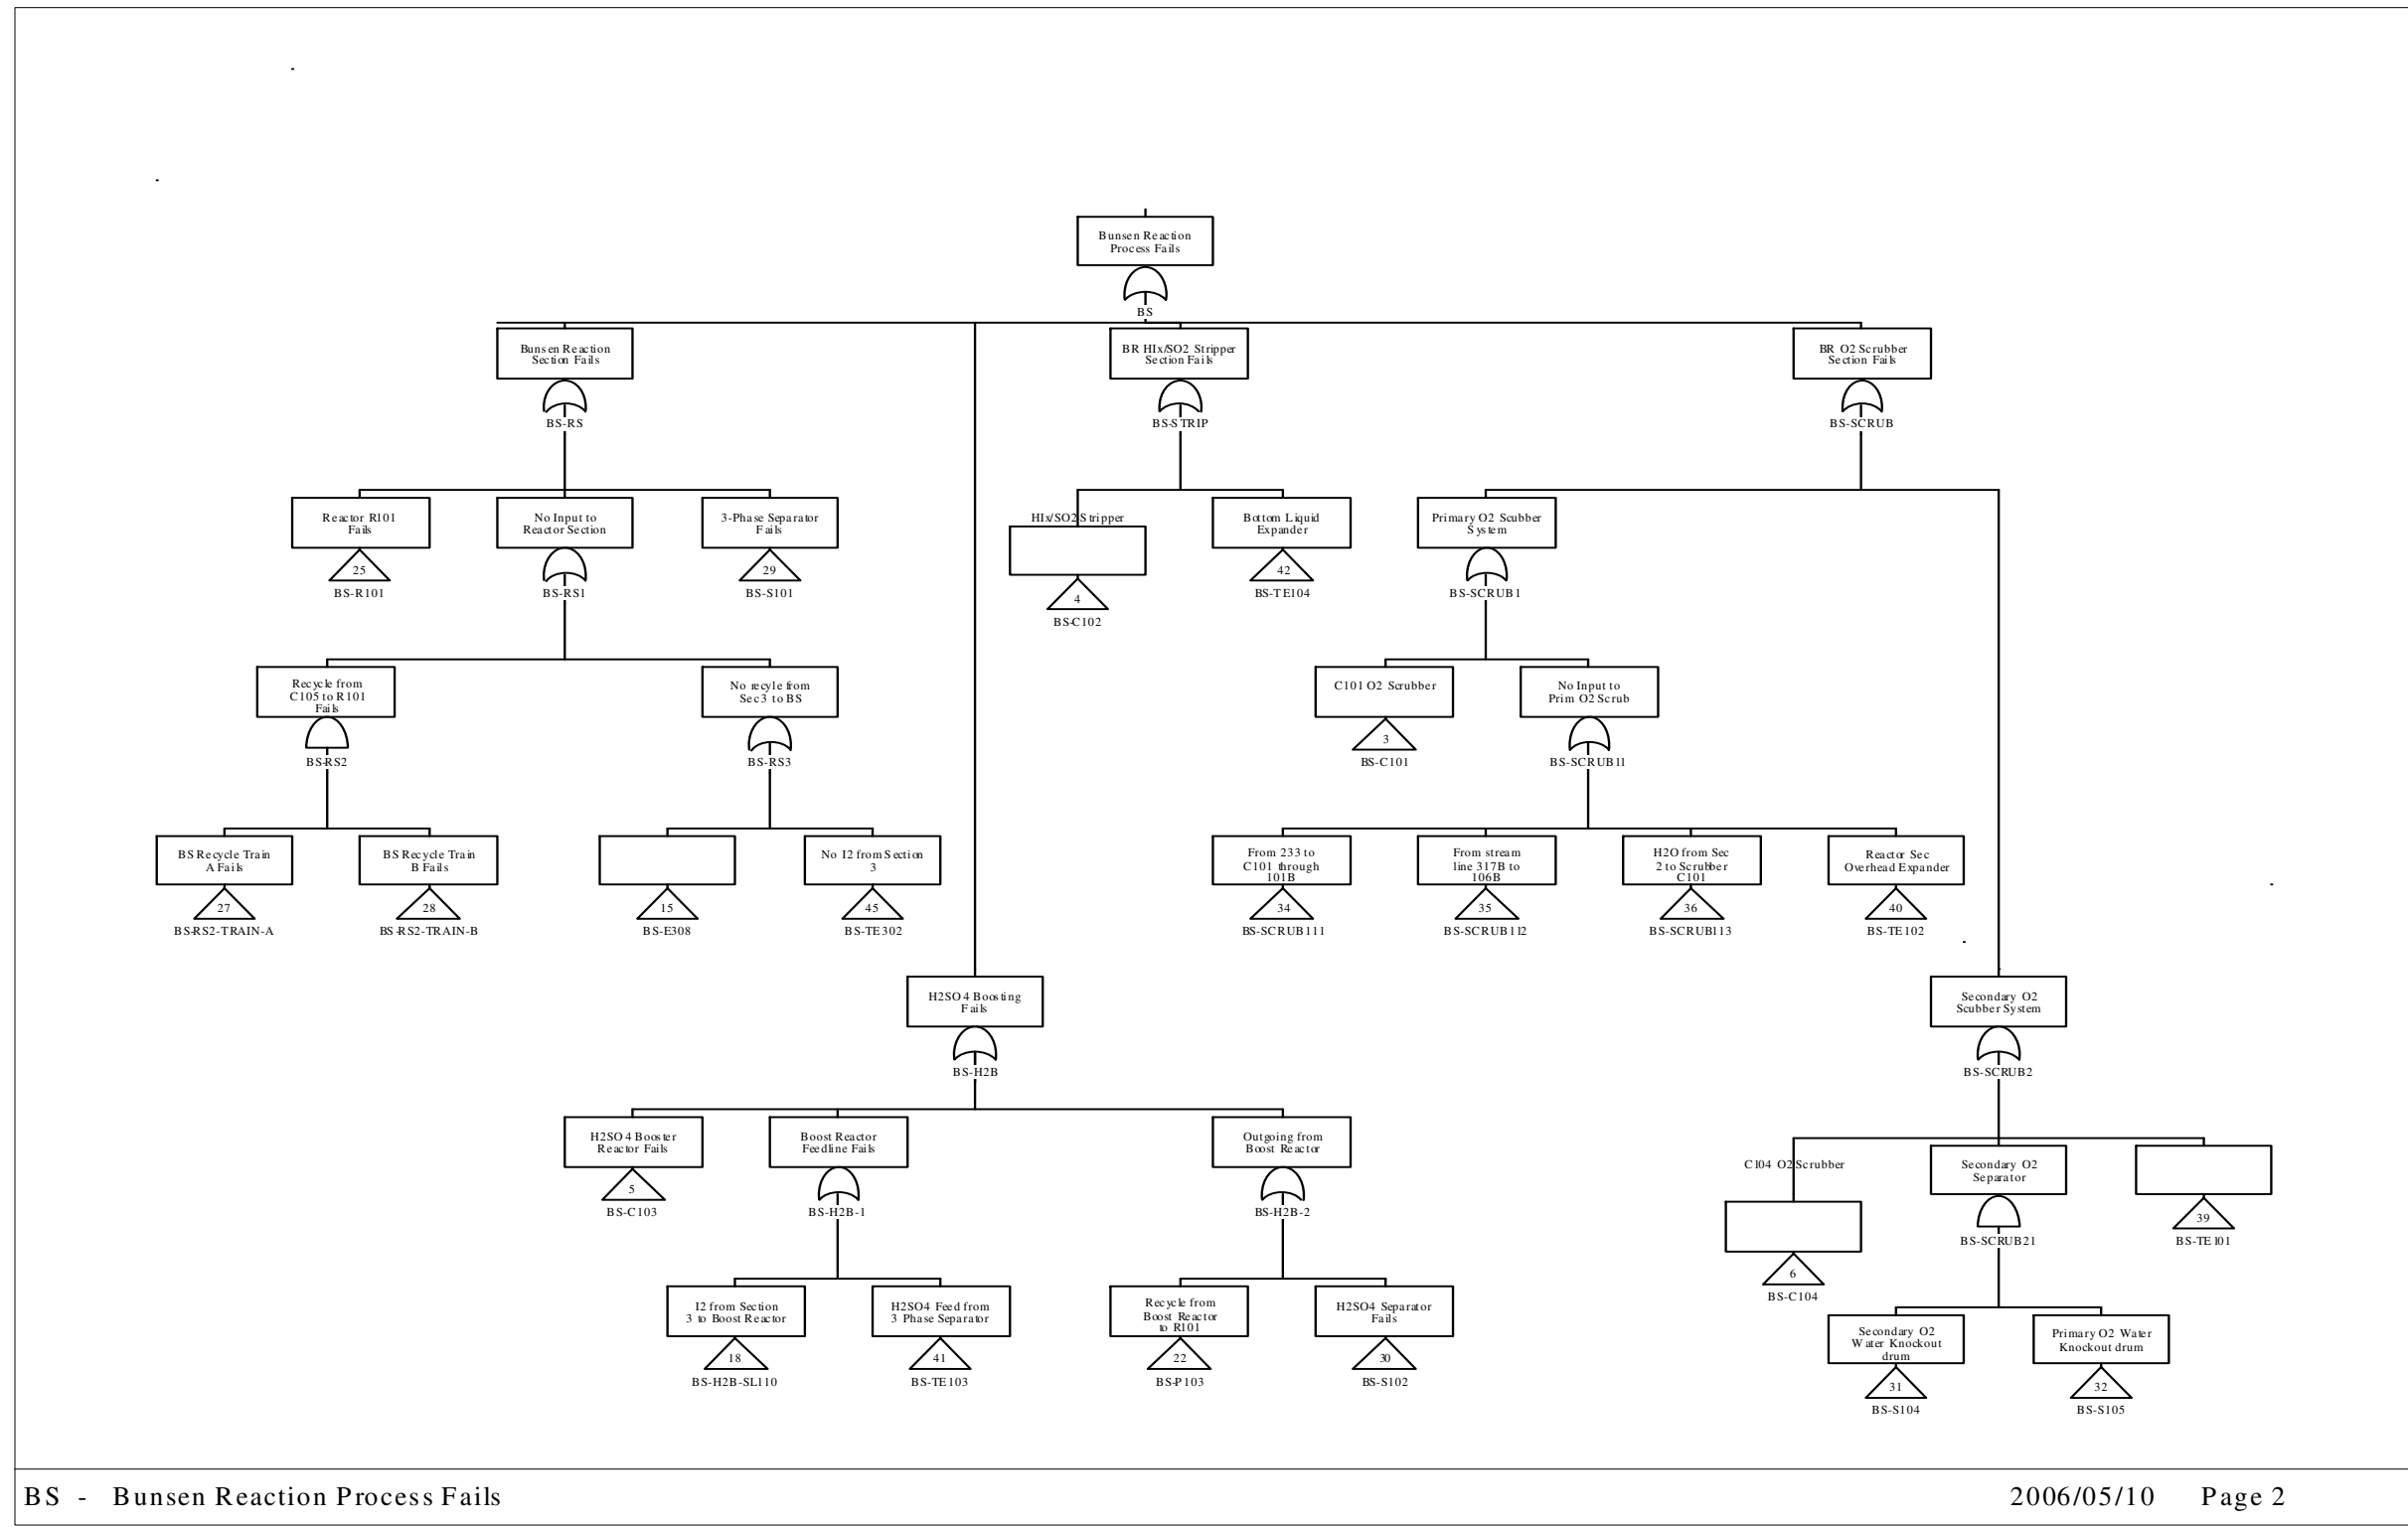 Bunsen Reaction
Process Fails
BS
Bunsen Reaction
Section Fails
BS-RS
BR HIx/SO2 Stripper
Section Fails
BS-STRIP
BR O2 Scrubber
Section Fails
BS-SCRUB
Reactor R101
Fails
25
BS-R101
No Input to
Reactor Section
BS-RS1
3-Phase Separator
Fails
29
BS-S101
HIx/SO2 Stripper
4
BS-C102
Bottom Liquid
Expander
42
BS-TE104
Primary O2 Scubber
System
BS-SCRUB1
Recycle from
C105 to R101
Fails
BS-RS2
No recyle from
Sec 3 to BS
BS-RS3
C101 O2 Scrubber
3
BS-C101
No Input to
Prim O2 Scrub
BS-SCRUB11
BS Recycle Train
A Fails
27
BS-RS2-TRAIN-A
BS Recycle Train
B Fails
28
BS-RS2-TRAIN-B
15
BS-E308
No I2 from Section
3
45
BS-TE302
From 233 to
C101 through
101B
34
BS-SCRUB111
From stream
line 317B to
106B
35
BS-SCRUB112
H2O from Sec
2 to Scrubber
C101
36
BS-SCRUB113
Reactor Sec
Overhead Expander
40
BS-TE102
H2SO4 Boosting
Fails
BS-H2B
Secondary O2
Scubber System
BS-SCRUB2
H2SO4 Booster
Reactor Fails
5
BS-C103
Boost Reactor
Feedline Fails
BS-H2B-1
Outgoing from
Boost Reactor
BS-H2B-2
C104 O2 Scrubber
6
BS-C104
Secondary O2
Separator
BS-SCRUB21
39
BS-TE101
I2 from Section
3 to Boost Reactor
18
BS-H2B-SL110
H2SO4 Feed from
3 Phase Separator
41
BS-TE103
Recycle from
Boost Reactor
to R101
22
BS-P103
H2SO4 Separator
Fails
30
BS-S102
Secondary O2
Water Knockout
drum
31
BS-S104
Primary O2 Water
Knockout drum
32
BS-S105
BS - Bunsen Reaction Process Fails
2006/05/10 Page 2